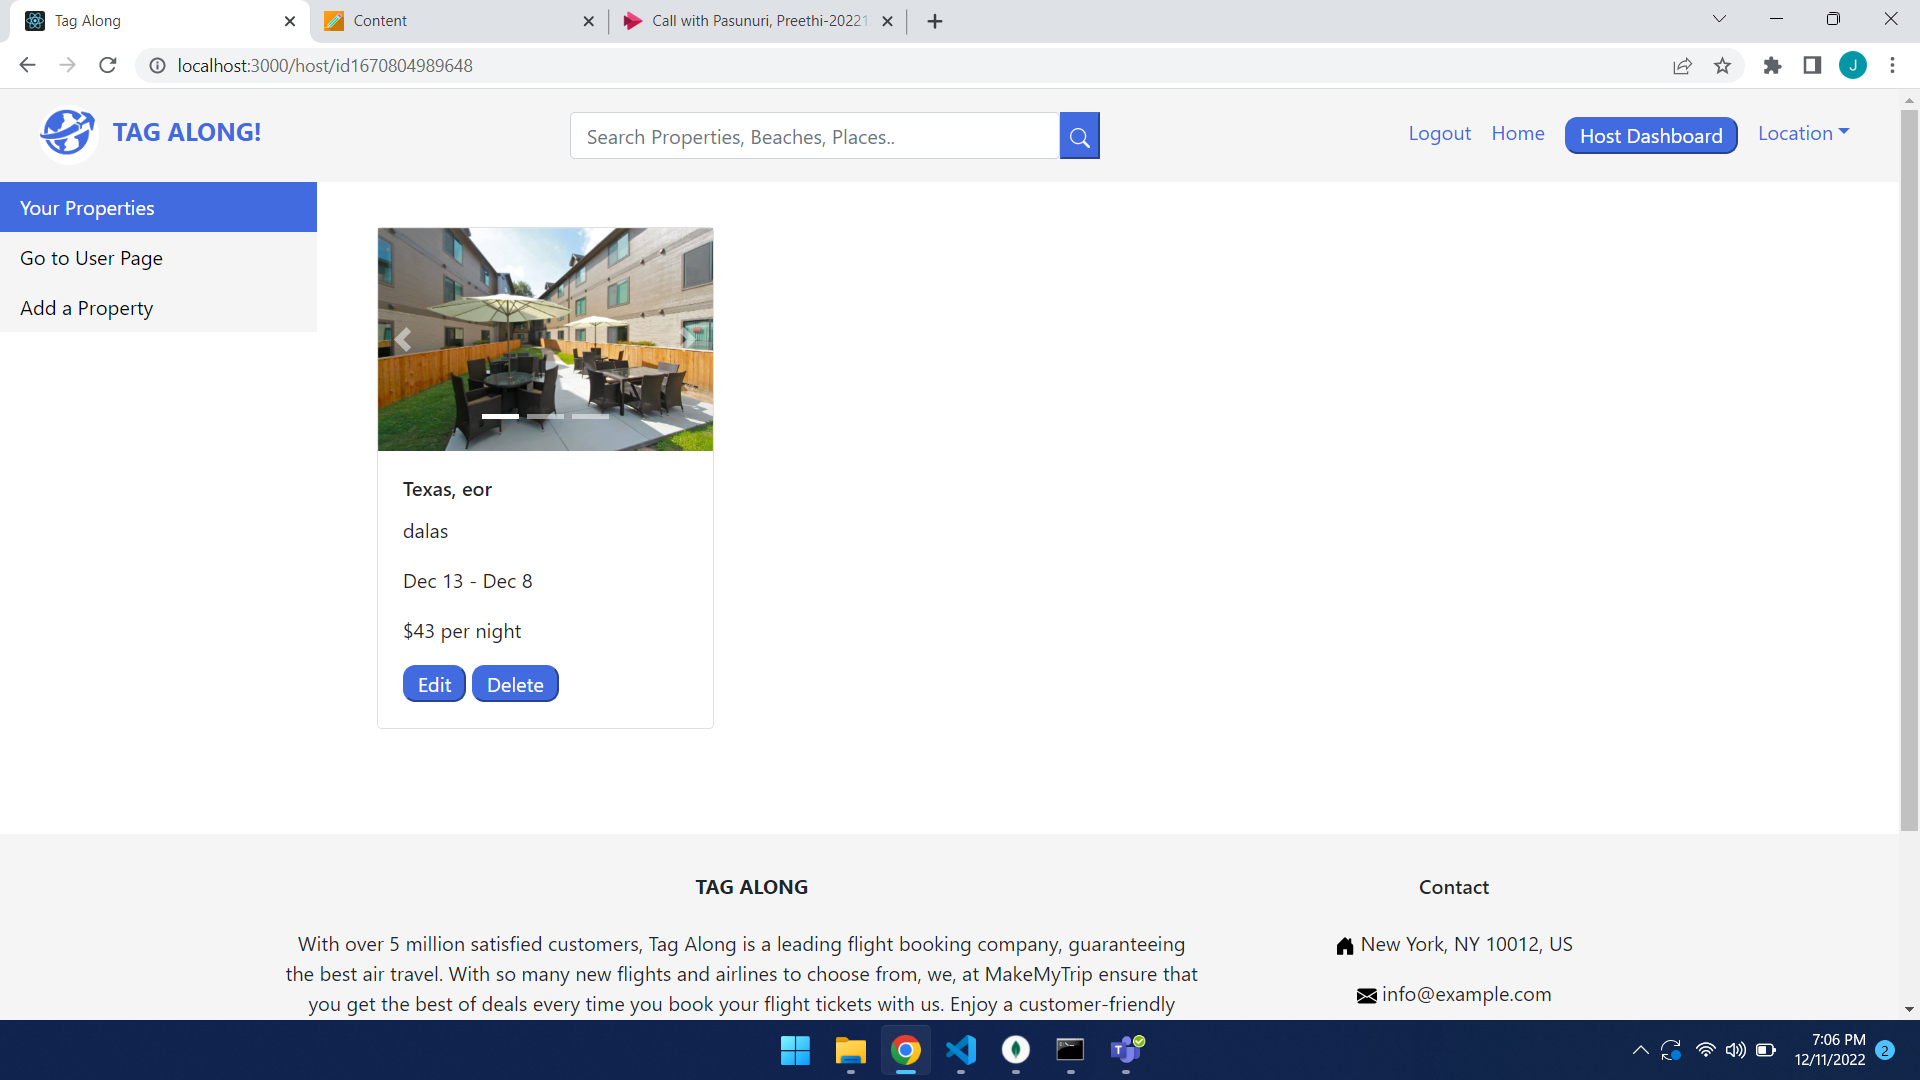 Tag Along
Content
Call with Pasunuri, Preethi-20221
localhost:3000/host/id1670804989648
J
TAG ALONG!
Search Properties, Beaches, Places..
Logout
Home
Host Dashboard
Location
Your Properties
Go to User Page
Add a Property
Texas, eor
dalas
Dec 13 - Dec 8
$43 per night
Edit
Delete
TAG ALONG
With over 5 million satisfied customers, Tag Along is a leading flight booking company, guaranteeing
the best air travel. With so many new flights and airlines to choose from, we, at MakeMyTrip ensure that
you get the best of deals every time you book your flight tickets with us. Enjoy a customer-friendly
Contact
New York, NY 10012, US
info@example.com
7:06 PM
12/11/2022
2